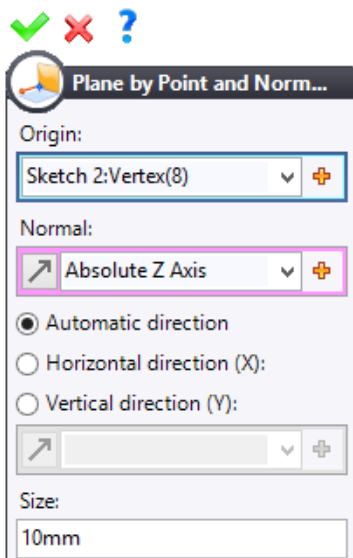 Plane by Point and Norm...
Origin:
Sketch 2:Vertex(8)
Normal:
Absolute Z Axis
Automatic direction
Horizontal direction (X):
Vertical direction (Y):
Size:
10mm